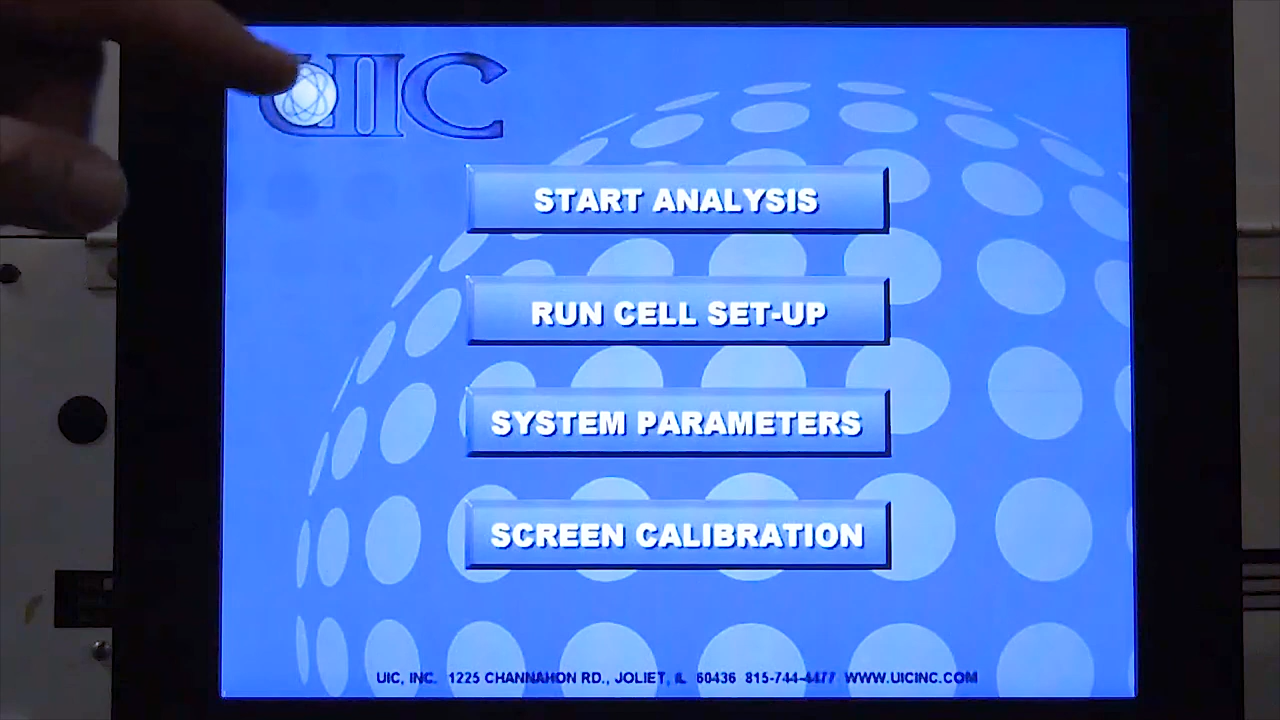 UIC
START ANALYSIS
RUN CELL SET-UP
SYSTEM PARAMETERS
SCREEN CALIBRATION
UIC, INC. 1225 CHANNAHON RD., JOLIET, IL 60436 815-744-4477 WWW.UICINC.COM